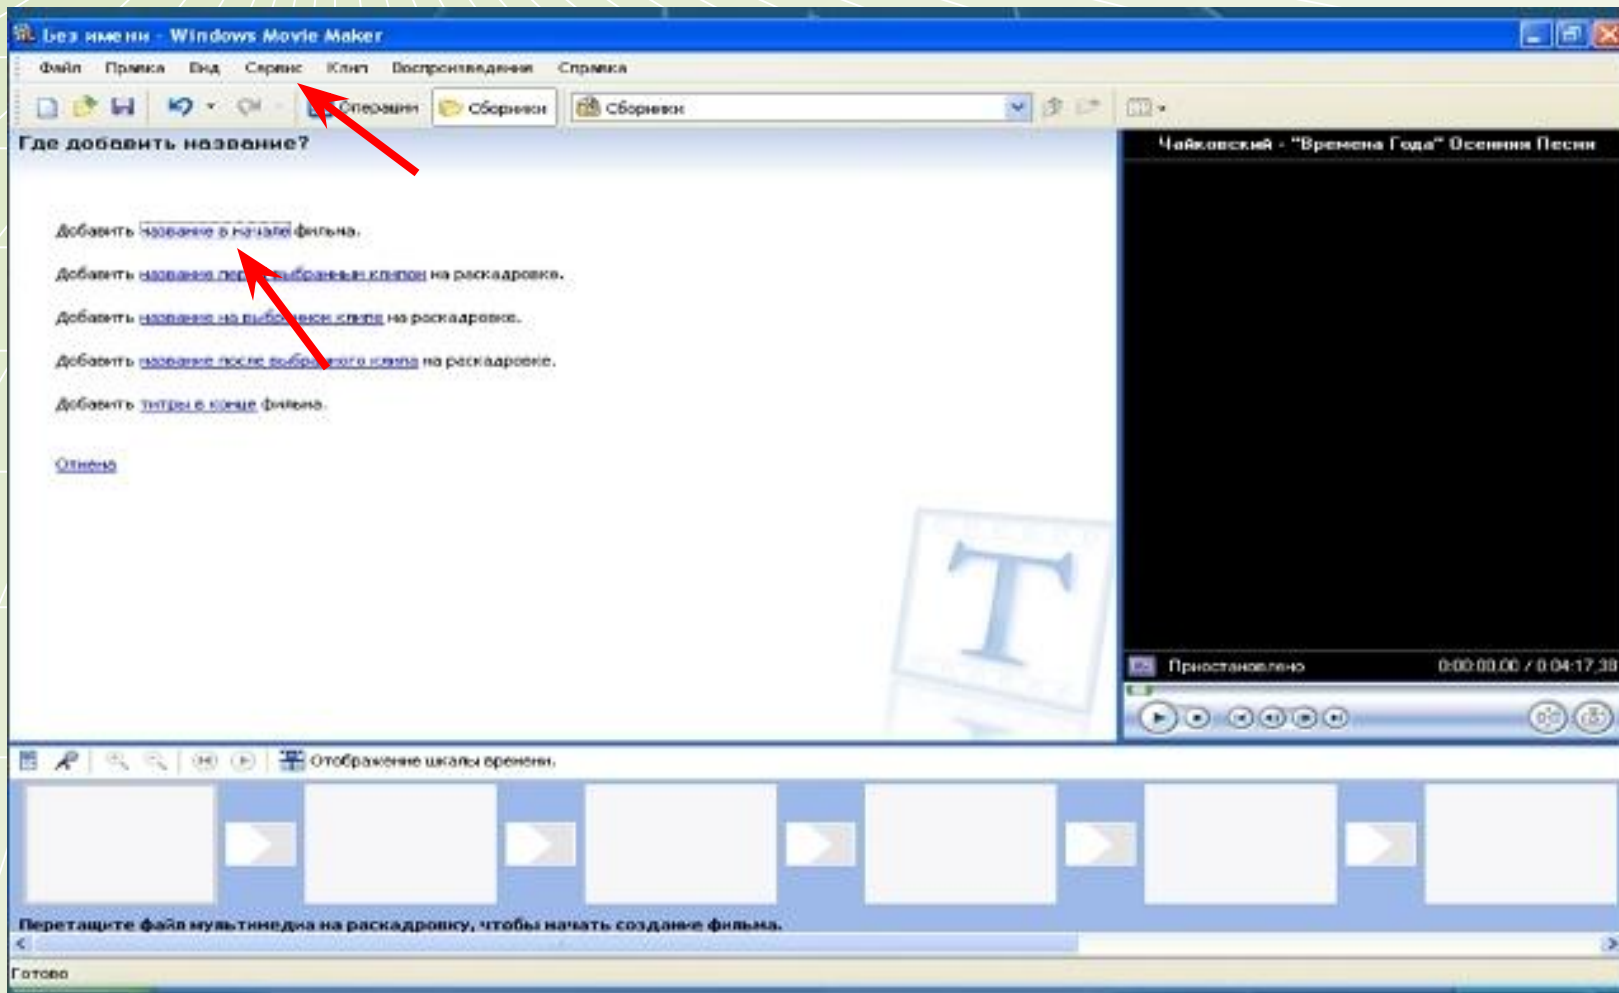 Без имени - Windows Movie Maker
Файл Правка Вид Сервис Клип Воспроизведение Справка
Операции Сборники Сборники
Где добавить название?
Чайковский - "Времена Года" Осенняя Песня
Добавить название в начале фильма.
Добавить название перед выбранным клипом на раскадровке.
Добавить название на выбранном клипе на раскадровке.
Добавить название после выбранного клипа на раскадровке.
Добавить титры в конце фильма.
Отмена
T
Приостановлено 0:00:00,00 / 0:04:17,38
Отображение шкалы времени.
Перетащите файл мультимедиа на раскадровку, чтобы начать создание фильма.
Готово